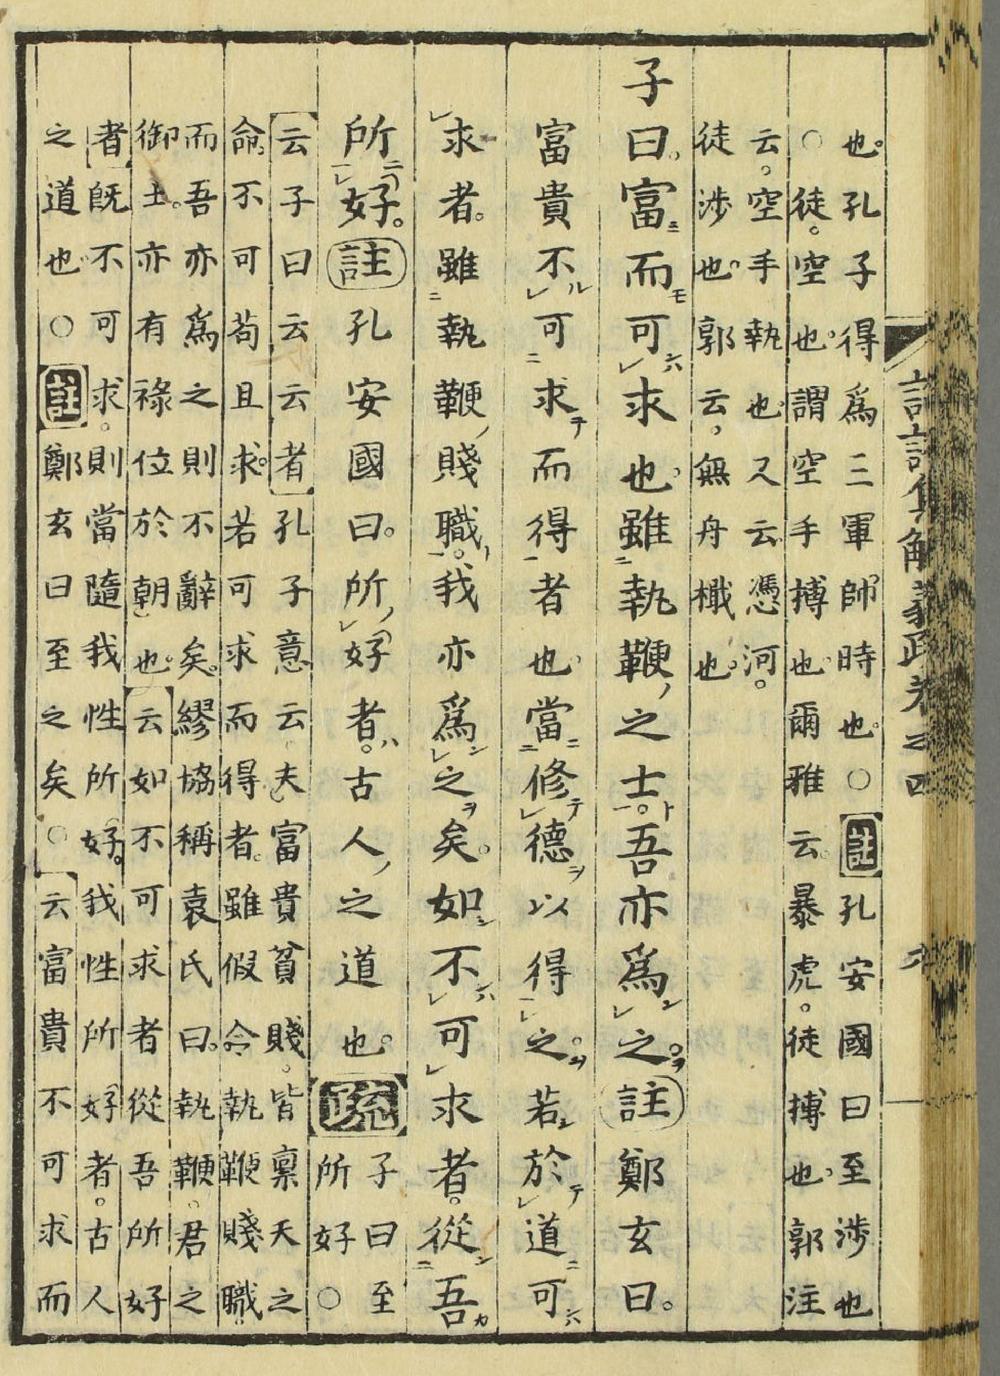 也孔子得爲三軍帥時也○註孔安國曰至涉也
○徒空也謂空手搏也爾雅云暴虎徒搏也郭注
云空手執也又云憑河
徒涉也郭云無舟檝也
子曰富而可求也雖執鞭之士吾亦爲之註鄭玄曰
富貴不可求而得者也當修德以得之若於道可
求者雖執鞭賤職我亦爲之矣如不可求者從吾
所好註孔安國曰所好者古人之道也疏
子曰至
所好○
云子曰云云者孔子意云夫富貴貧賤皆稟天之
命不可苟且求若可求而得者雖假令執鞭賤職
而吾亦爲之則不辭矣繆協稱袁氏曰執鞭君之
御士亦有祿位於朝也云如不可求者從吾所好
者既不可求則當隨我性所好我性所好者古人
之道也○註鄭玄曰至之矣○云富貴不可求而